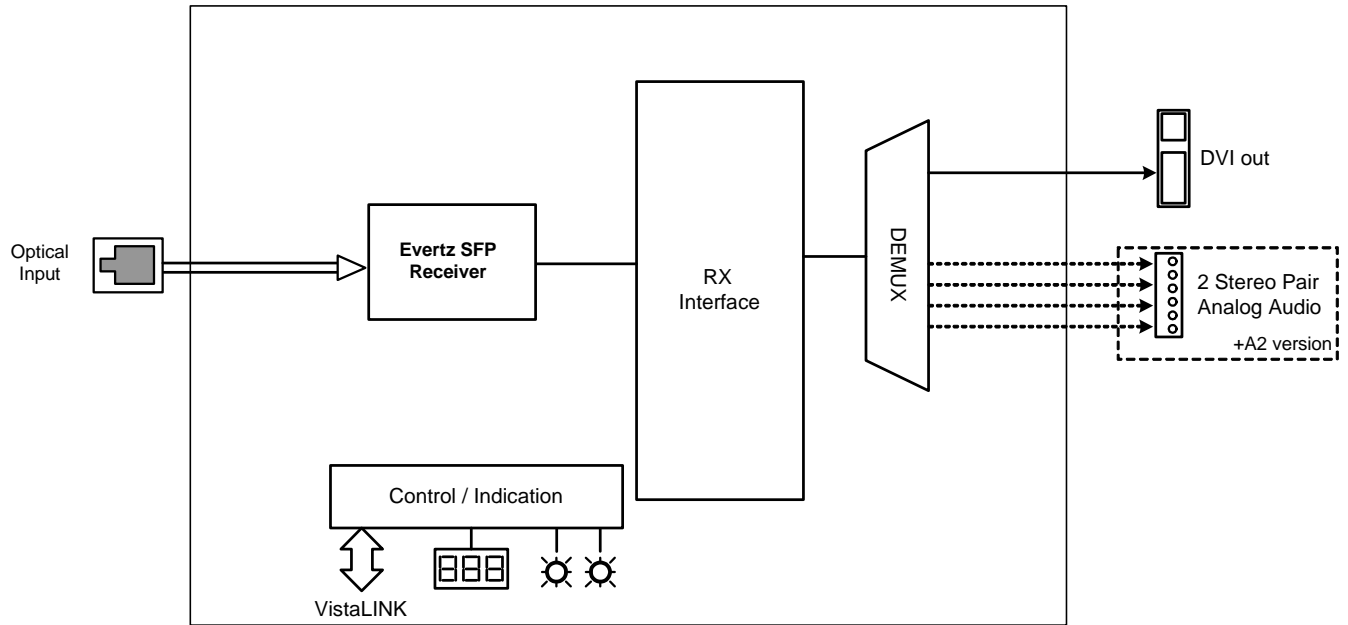 Optical
Input
Evertz SFP
Receiver
RX
Interface
DEMUX
DVI out
2 Stereo Pair
Analog Audio
+A2 version
Control / Indication
888
VistaLINK